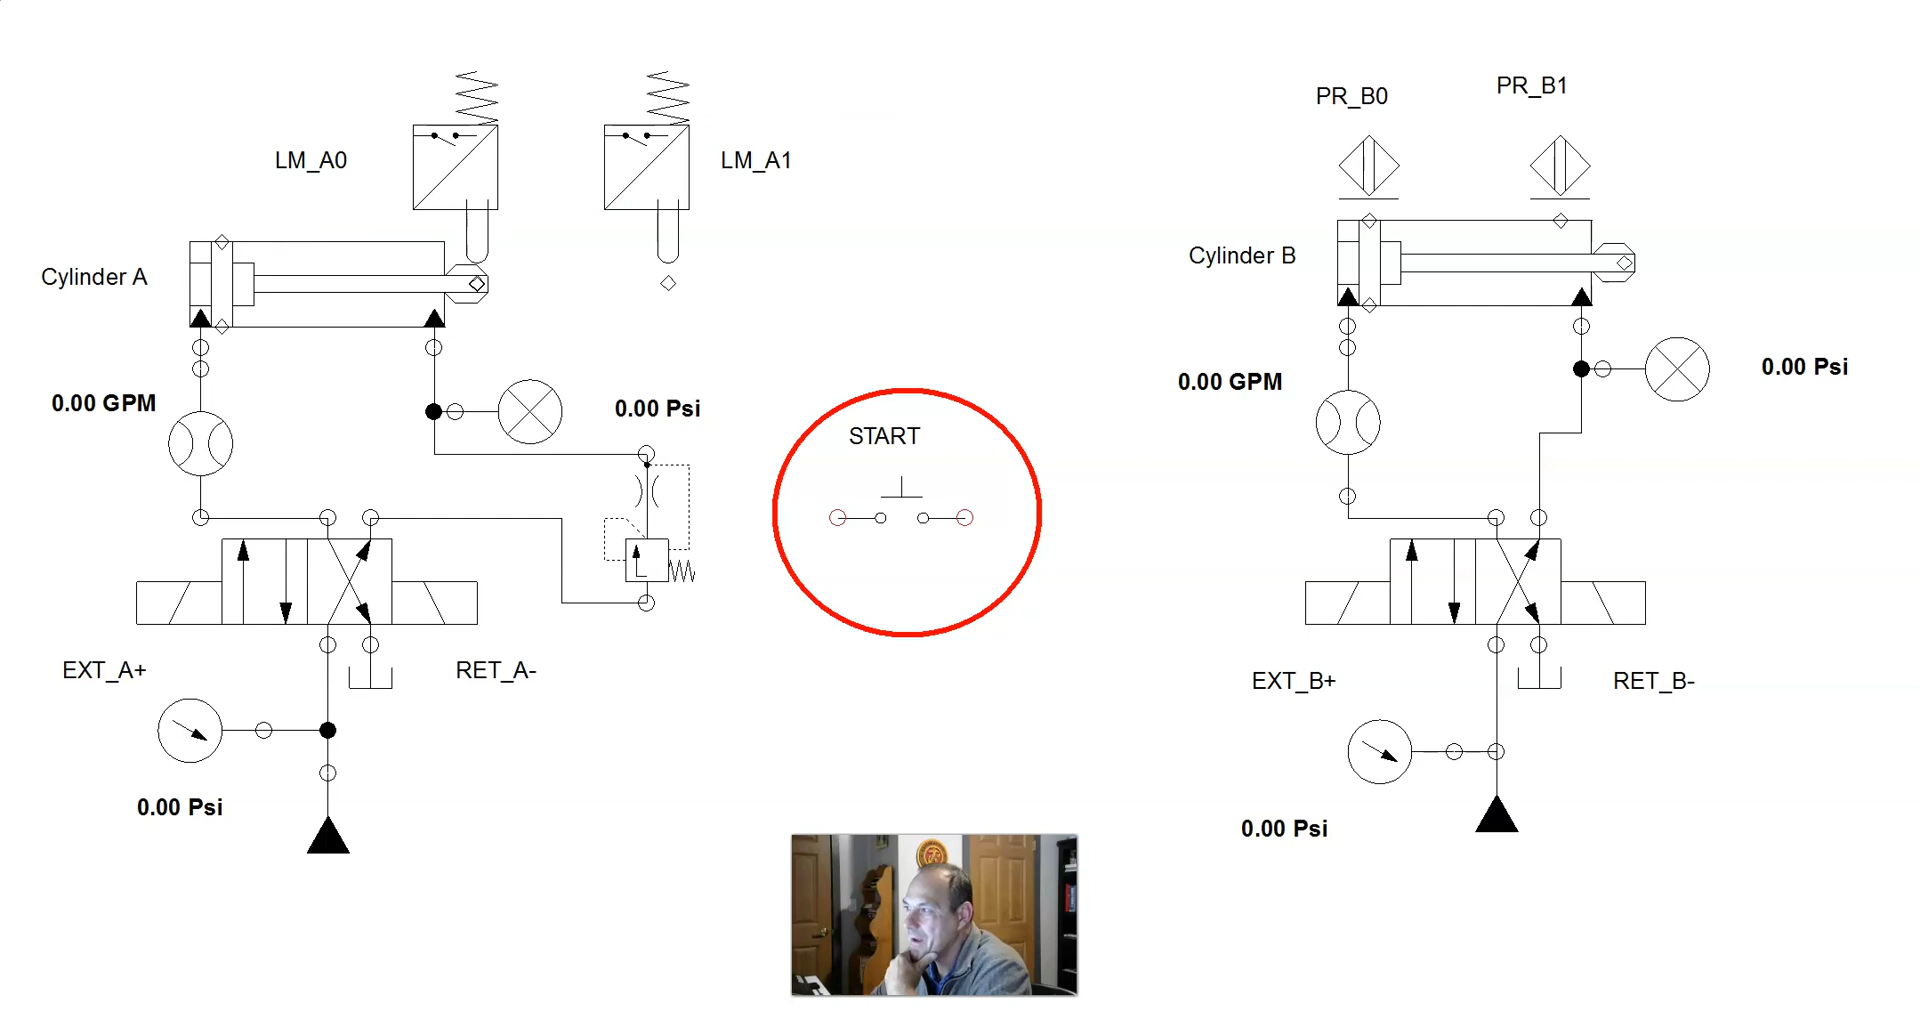 PR_B0
PR_B1
LM_A0
LM_A1
Cylinder A
Cylinder B
0.00 GPM
0.00 Psi
START
0.00 GPM
0.00 Psi
EXT_A+
RET_A-
EXT_B+
RET_B-
0.00 Psi
0.00 Psi